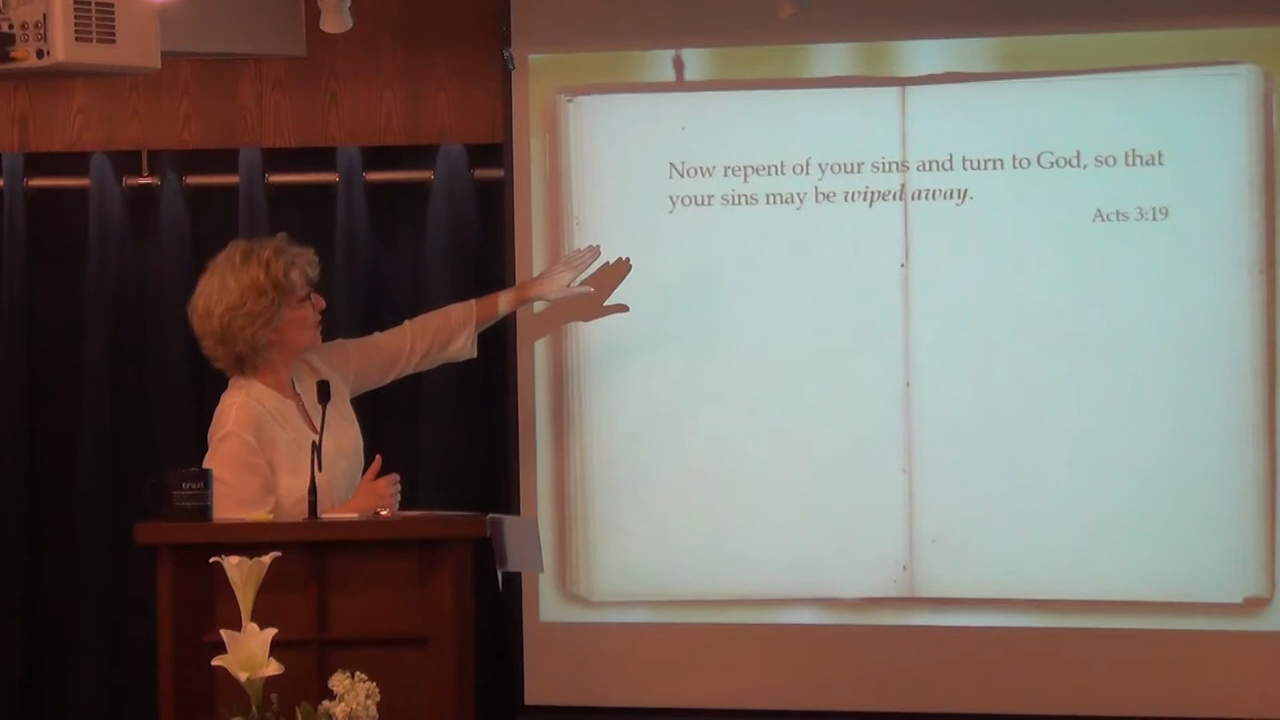 Now repent of your sins and turn to God, so that
your sins may be wiped away.
Acts 3:19
trust